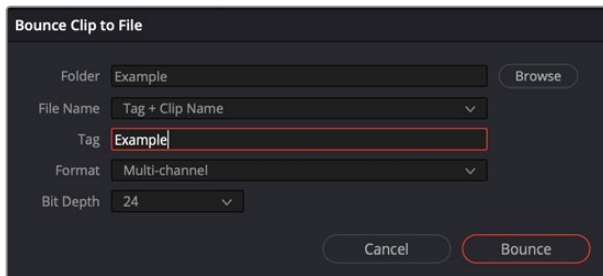 Bounce Clip to File
Folder Example Browse
File Name Tag + Clip Name
Tag Example
Format Multi-channel
Bit Depth 24
Cancel Bounce